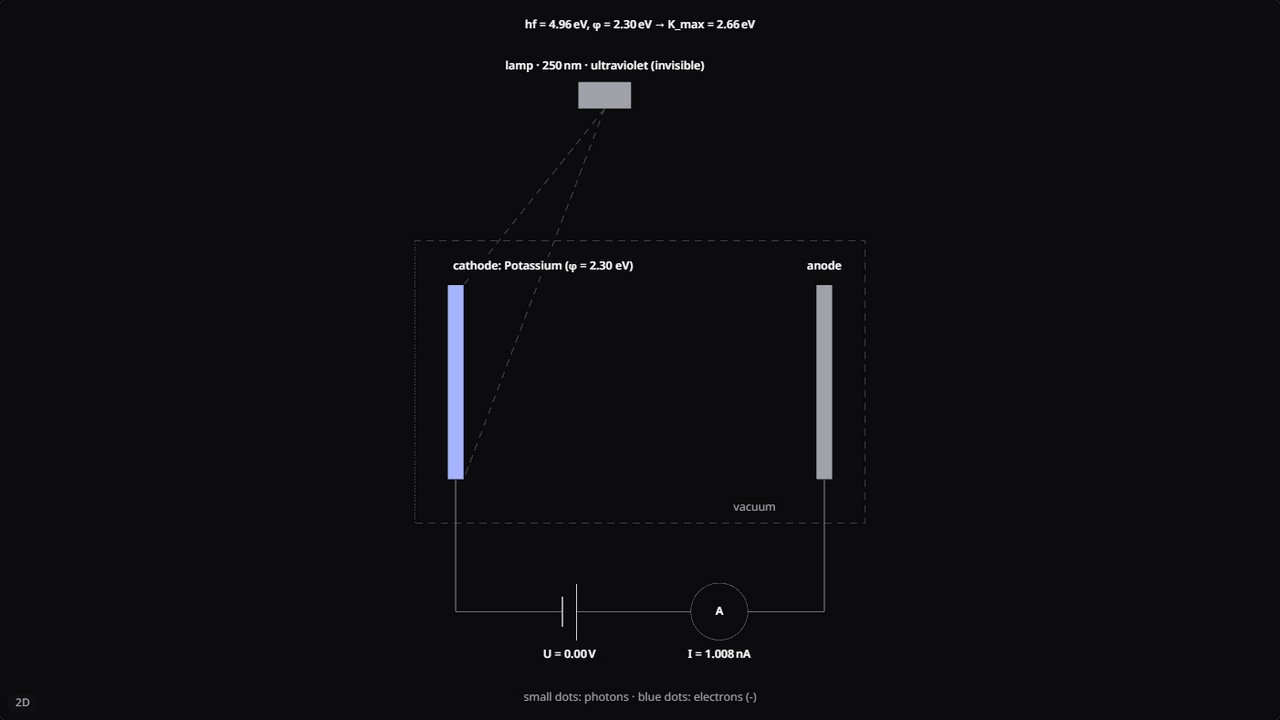 hf = 4.96 eV, φ = 2.30 eV → K_max = 2.66 eV
lamp · 250 nm · ultraviolet (invisible)
cathode: Potassium (φ = 2.30 eV)
anode
vacuum
A
U = 0.00 V
I = 1.008 nA
small dots: photons · blue dots: electrons (-)
2D